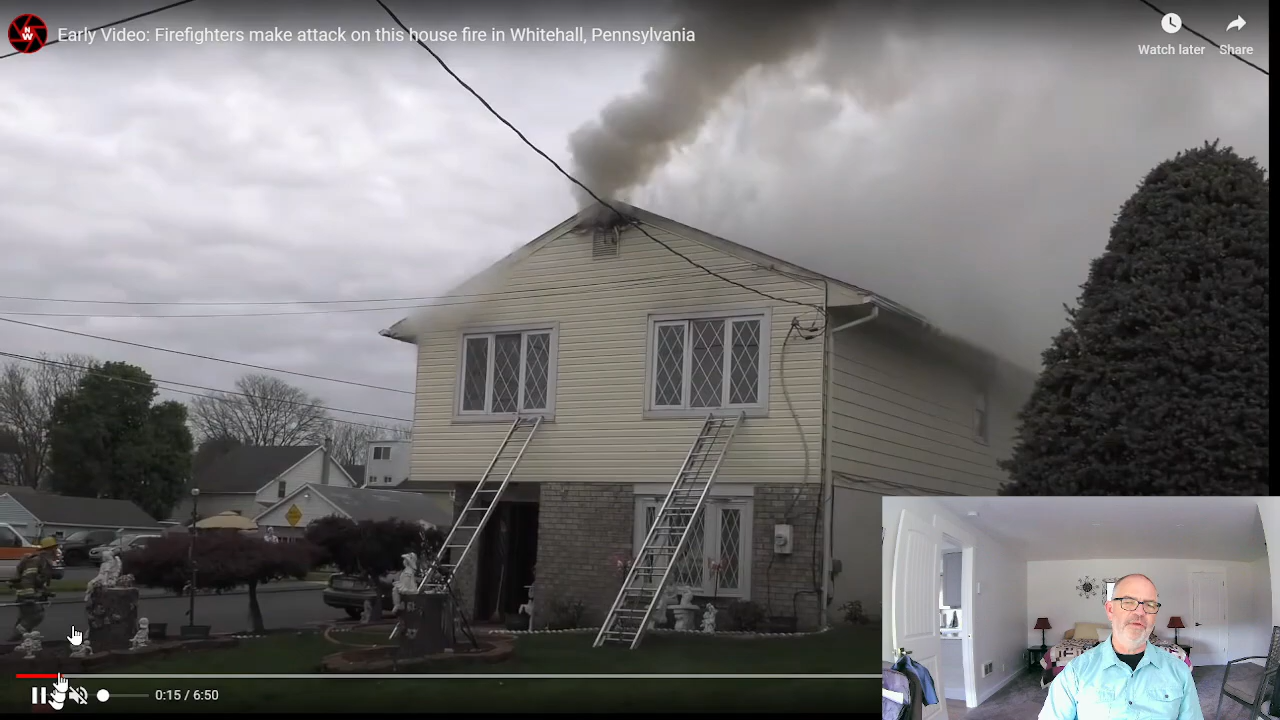 Early Video: Firefighters make attack on this house fire in Whitehall, Pennsylvania
Watch later
Share
0:15 / 6:50